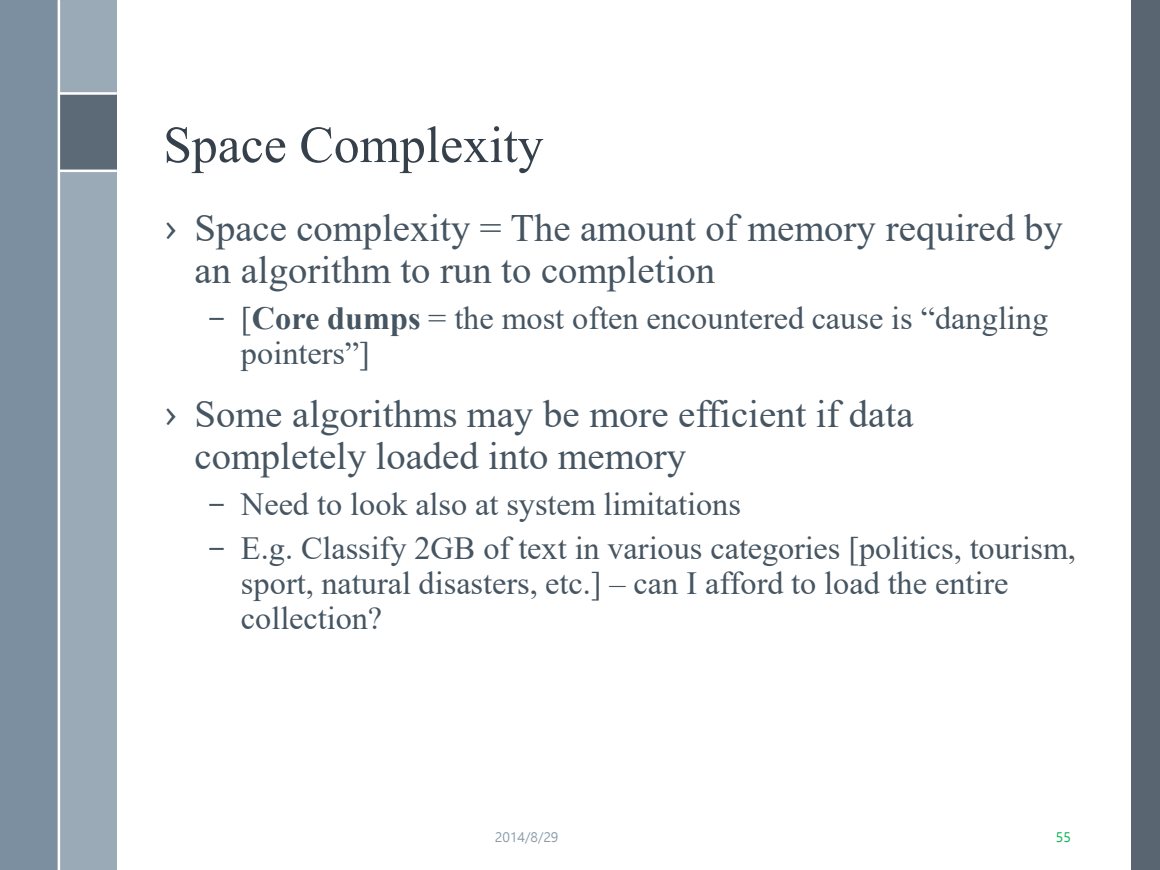 Space Complexity
› Space complexity = The amount of memory required by
an algorithm to run to completion
– [Core dumps = the most often encountered cause is “dangling
pointers”]
› Some algorithms may be more efficient if data
completely loaded into memory
– Need to look also at system limitations
– E.g. Classify 2GB of text in various categories [politics, tourism,
sport, natural disasters, etc.] – can I afford to load the entire
collection?
2014/8/29
55